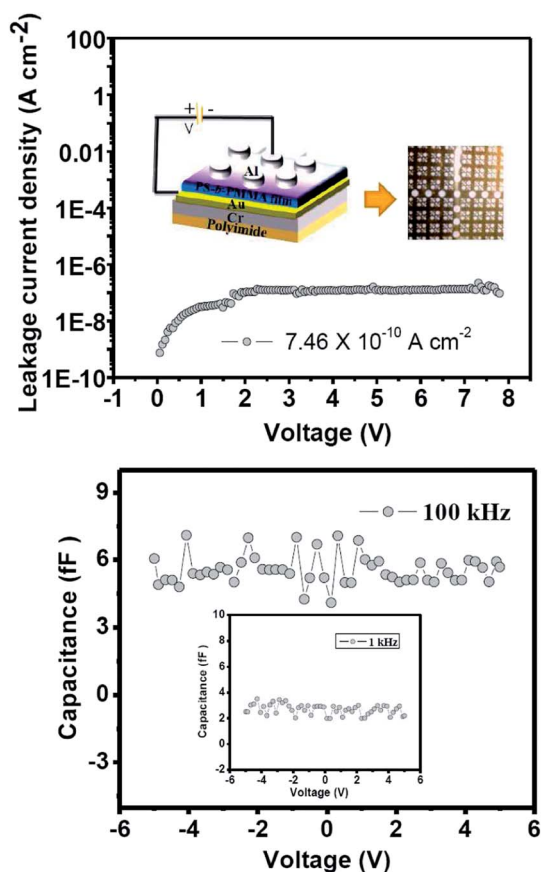 Leakage current density (A cm-2)
100
1
0.01
1E-4
1E-6
1E-8
1E-10
+ -
V
Al
PS-b-PMMA film
Au
Cr
Polyimide
7.46 X 10-10 A cm-2
-1 0 1 2 3 4 5 6 7 8
Voltage (V)
Capacitance (fF)
9
6
3
0
-3
100 kHz
Capacitance (fF)
10
8
6
4
2
0
-2
1 kHz
-6 -4 -2 0 2 4 6
Voltage (V)
-6 -4 -2 0 2 4 6
Voltage (V)